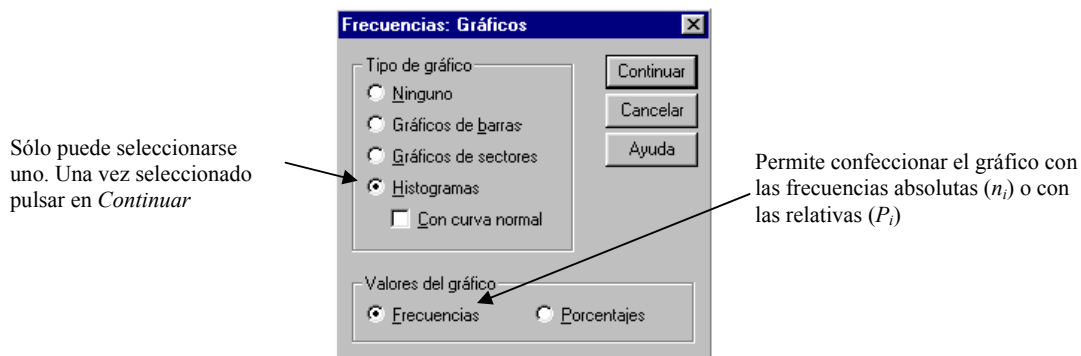 Frecuencias: Gráficos
Tipo de gráfico
Ninguno
Gráficos de barras
Gráficos de sectores
Histogramas
Con curva normal
Continuar
Cancelar
Ayuda
Valores del gráfico
Frecuencias
Porcentajes
Sólo puede seleccionarse
uno. Una vez seleccionado
pulsar en Continuar
Permite confeccionar el gráfico con
las frecuencias absolutas (nᵢ) o con
las relativas (Pᵢ)